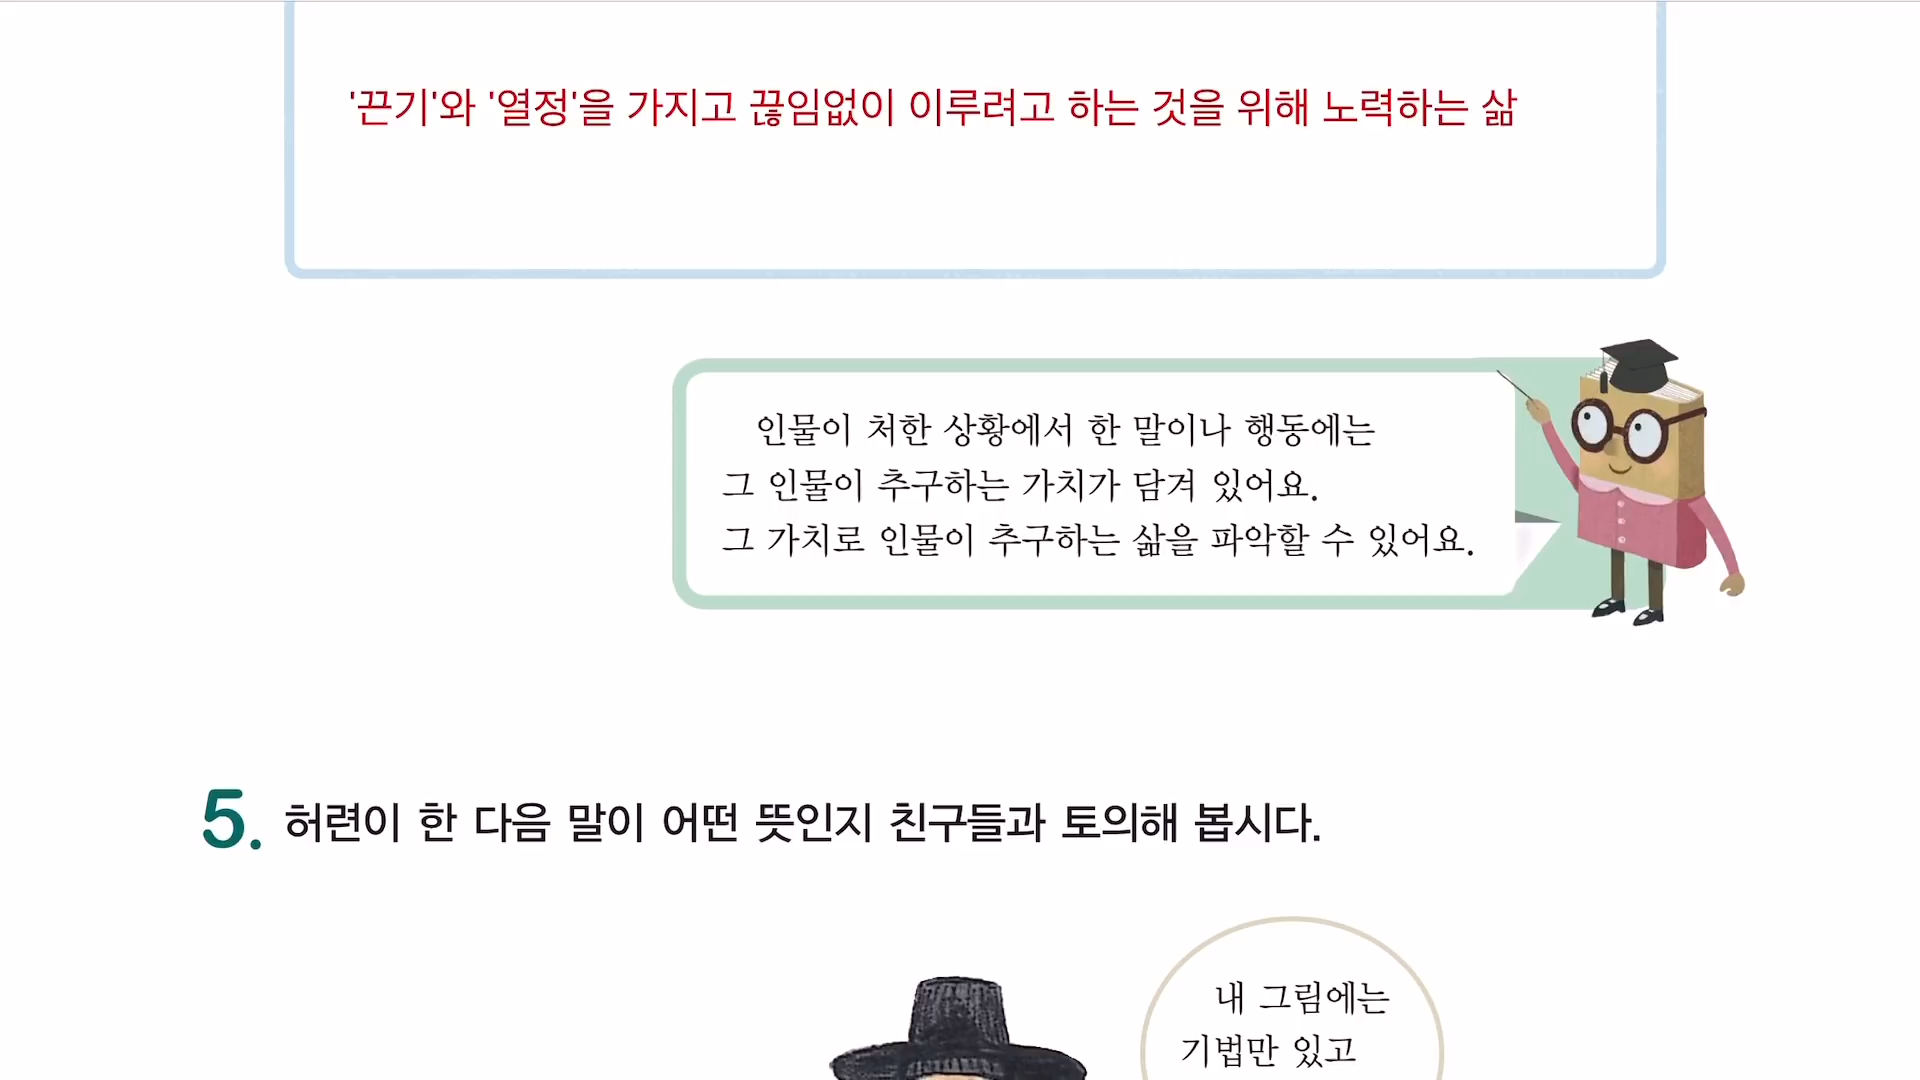 '끈기'와 '열정'을 가지고 끊임없이 이루려고 하는 것을 위해 노력하는 삶
인물이 처한 상황에서 한 말이나 행동에는
그 인물이 추구하는 가치가 담겨 있어요.
그 가치로 인물이 추구하는 삶을 파악할 수 있어요.
5. 허련이 한 다음 말이 어떤 뜻인지 친구들과 토의해 봅시다.
내 그림에는
기법만 있고